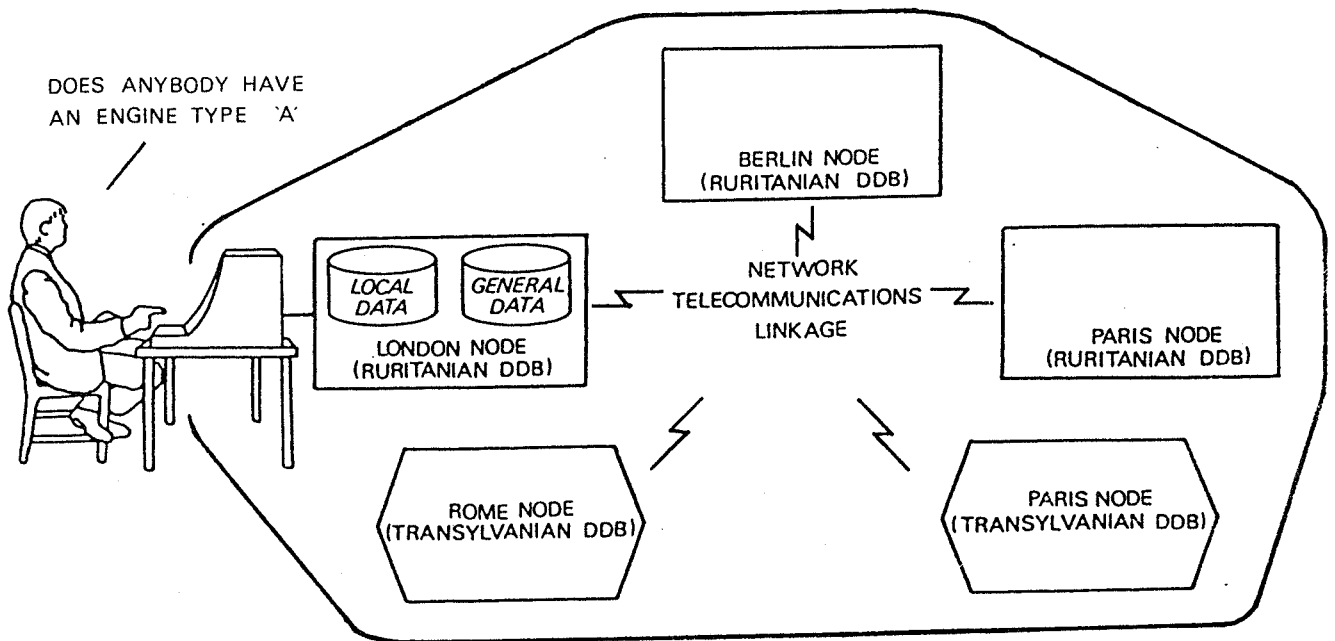 DOES ANYBODY HAVE
AN ENGINE TYPE 'A'
BERLIN NODE
(RURITANIAN DDB)
LOCAL
DATA
GENERAL
DATA
LONDON NODE
(RURITANIAN DDB)
NETWORK
TELECOMMUNICATIONS
LINKAGE
PARIS NODE
(RURITANIAN DDB)
ROME NODE
(TRANSYLVANIAN DDB)
PARIS NODE
(TRANSYLVANIAN DDB)